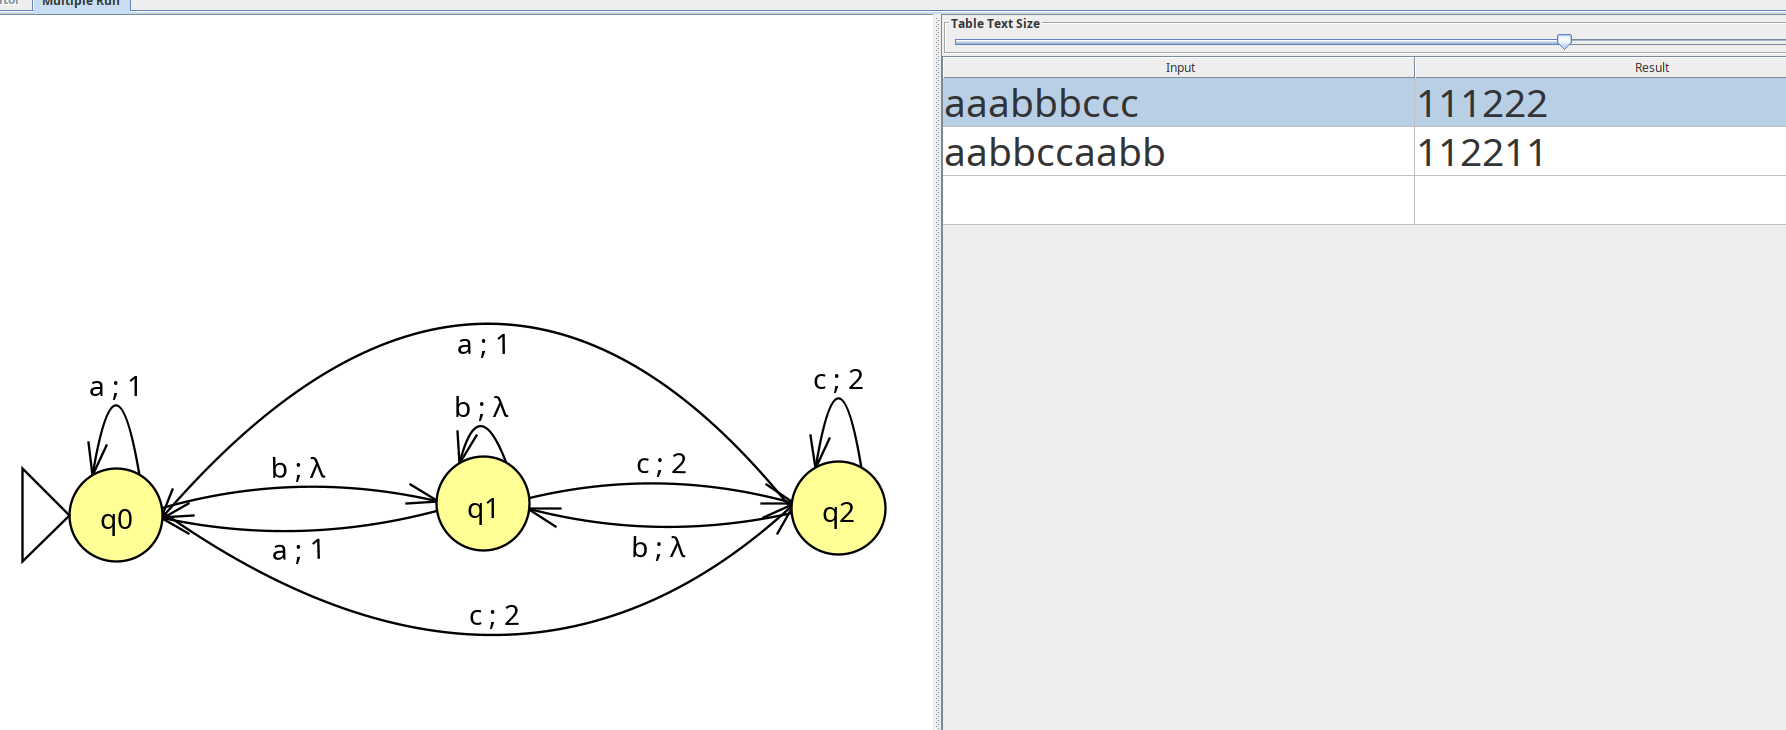 Multiple Run
Table Text Size
Input Result
aaabbbccc 111222
aabbccaabb 112211
a ; 1
a ; 1
c ; 2
b ; λ
b ; λ
c ; 2
q0
q1
q2
a ; 1
b ; λ
c ; 2